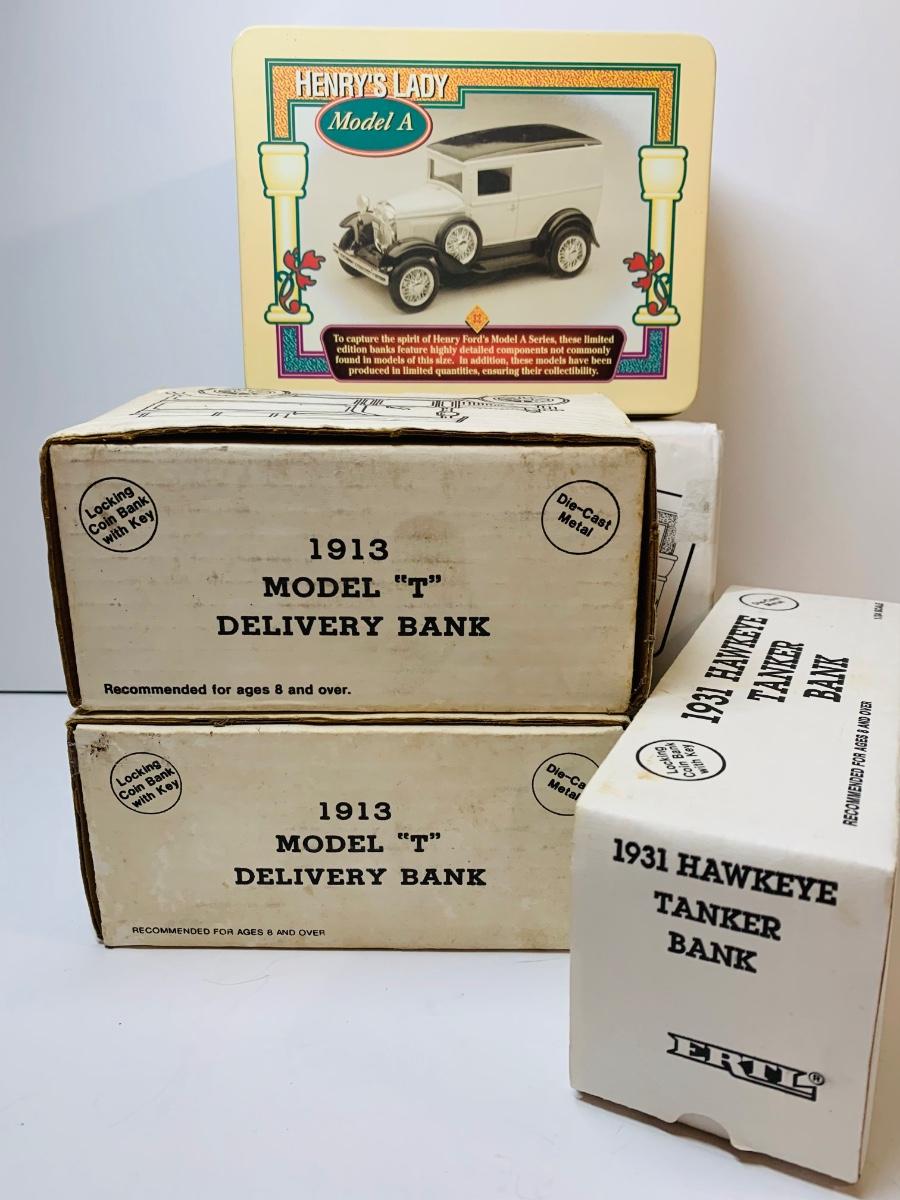 HENRY'S LADY
Model A
To capture the spirit of Henry Ford's Model A Series, these limited
edition banks feature highly detailed components not commonly
found in models of this size. In addition, these models have been
produced in limited quantities, ensuring their collectibility.
Locking
Coin Bank
with Key
Die-Cast
Metal
1913
MODEL "T"
DELIVERY BANK
Recommended for ages 8 and over.
Locking
Coin Bank
with Key
Die-Ca
Metal
1913
MODEL "T"
DELIVERY BANK
RECOMMENDED FOR AGES 8 AND OVER
1931 HAWKEYE
TANKER
BANK
Locking
Coin Bank
with Key
RECOMMENDED FOR AGES 8 AND OVER
1931 HAWKEYE
TANKER
BANK
ERTL®